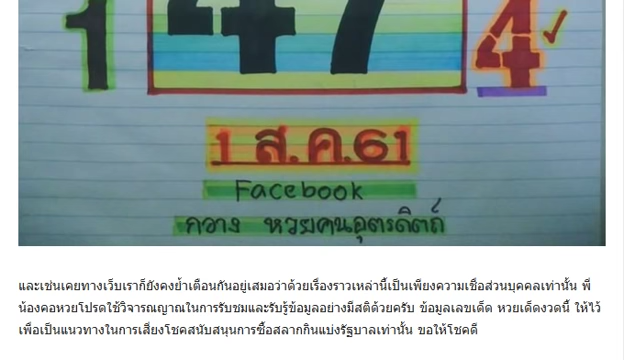 1 47 4
1 ส.ค.61
Facebook
กวาง หวยคนอุตรดิตถ์
และเช่นเคยทางเว็บเราก็ยังคงย้ำเตือนกันอยู่เสมอว่าด้วยเรื่องราวเหล่านี้เป็นเพียงความเชื่อส่วนบุคคลเท่านั้น พี่
น้องคอหวยโปรดใช้วิจารณญาณในการรับชมและรับรู้ข้อมูลอย่างมีสติด้วยครับ ข้อมูลเลขเด็ด หวยเด็ดงวดนี้ ให้ไว้
เพื่อเป็นแนวทางในการเสี่ยงโชคสนับสนุนการซื้อสลากกินแบ่งรัฐบาลเท่านั้น ขอให้โชคดี